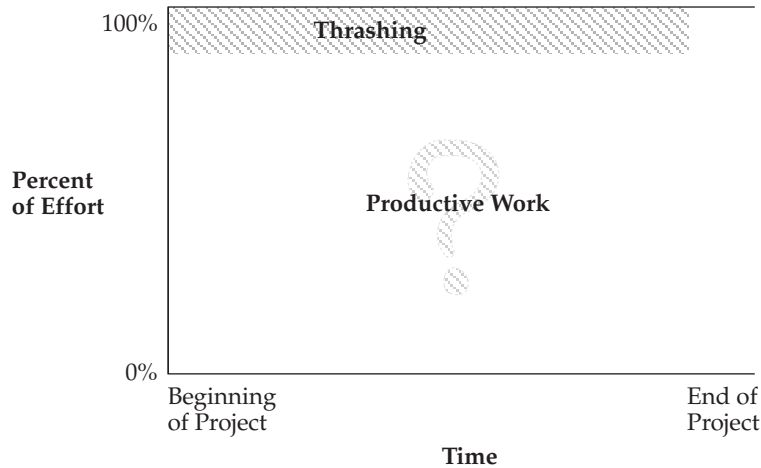 100%
Thrashing
Percent
of Effort
Productive Work
?
0%
Beginning
of Project
End of
Project
Time